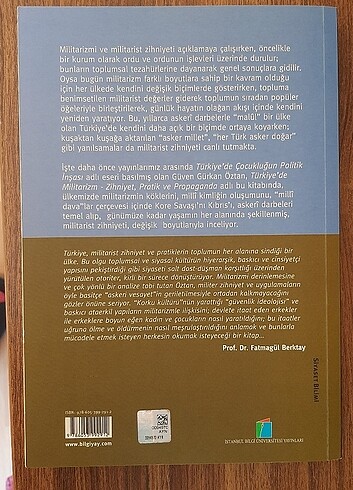 Militarizmi ve militarist zihniyeti açıklamaya çalışırken, öncelikle
bir kurum olarak ordu ve ordunun işlevleri üzerinde durulur;
bunların toplumsal tezahürlerine dayanarak genel sonuçlara gidilir.
Oysa bugün militarizm farklı boyutlara sahip bir kavram olduğu
için her ülkede kendini değişik biçimlerde gösterirken, topluma
benimsetilen militarist değerler giderek toplumun sıradan popüler
öğeleriyle birleştirilerek, günlük hayatın olağan akışı içinde kendini
yeniden yaratıyor. Bu, yıllarca askerî darbelerle "malûl" bir ülke
olan Türkiye'de kendini daha açık bir biçimde ortaya koyarken;
kuşaktan kuşağa aktarılan "asker millet", "her Türk asker doğar"
gibi yanılsamalar da militarist zihniyeti canlı tutmakta.
İşte daha önce yayınlarımız arasında Türkiye'de Çocukluğun Politik
İnşası adlı eseri basılmış olan Güven Gürkan Öztan, Türkiye'de
Militarizm - Zihniyet, Pratik ve Propaganda adlı bu kitabında,
ülkemizde militarizmin köklerini, millî kimliğin oluşumunu, "millî
dava"lar çerçevesi içinde Kore Savaşı'nı Kıbrıs'ı, askerî darbeleri
temel alıp, günümüze kadar yaşamın her alanında şekillenmiş,
militarist zihniyeti, değişik boyutlarıyla inceliyor.
Türkiye, militarist zihniyet ve pratiklerin toplumun her alanına sindiği bir
ülke. Bu olgu toplumsal ve siyasal kültürün hiyerarşik, baskıcı ve cinsiyetçi
yapısını pekiştirdiği gibi siyaseti salt dost-düşman karşıtlığı üzerinden
yürütülen otoriter, kirli bir sürece dönüştürüyor. Militarizmi derinlemesine
ve çok yönlü bir analize tabi tutan Öztan, militer zihniyet ve uygulamaların
öyle basitçe "askeri vesayet"in geriletilmesiyle ortadan kalkmayacağını
gözler önüne seriyor. "Korku kültürü"nün yarattığı "güvenlik ideolojisi" ve
baskıcı ataerkil yapıların militarizmle ilişkisini; devlete itaat eden erkekler
ile erkeklere boyun eğen kadın ve çocukların nasıl yaratıldığını; bu itaatler
uğruna ölme ve öldürmenin nasıl meşrulaştırıldığını anlamak ve bunlarla
mücadele etmek isteyen herkesin okumak isteyeceği bir kitap...
Prof. Dr. Fatmagül Berktay
SİYASET BİLİMİ
www.bilgiyay.com
İSTANBUL BİLGİ ÜNİVERSİTESİ YAYINLARI